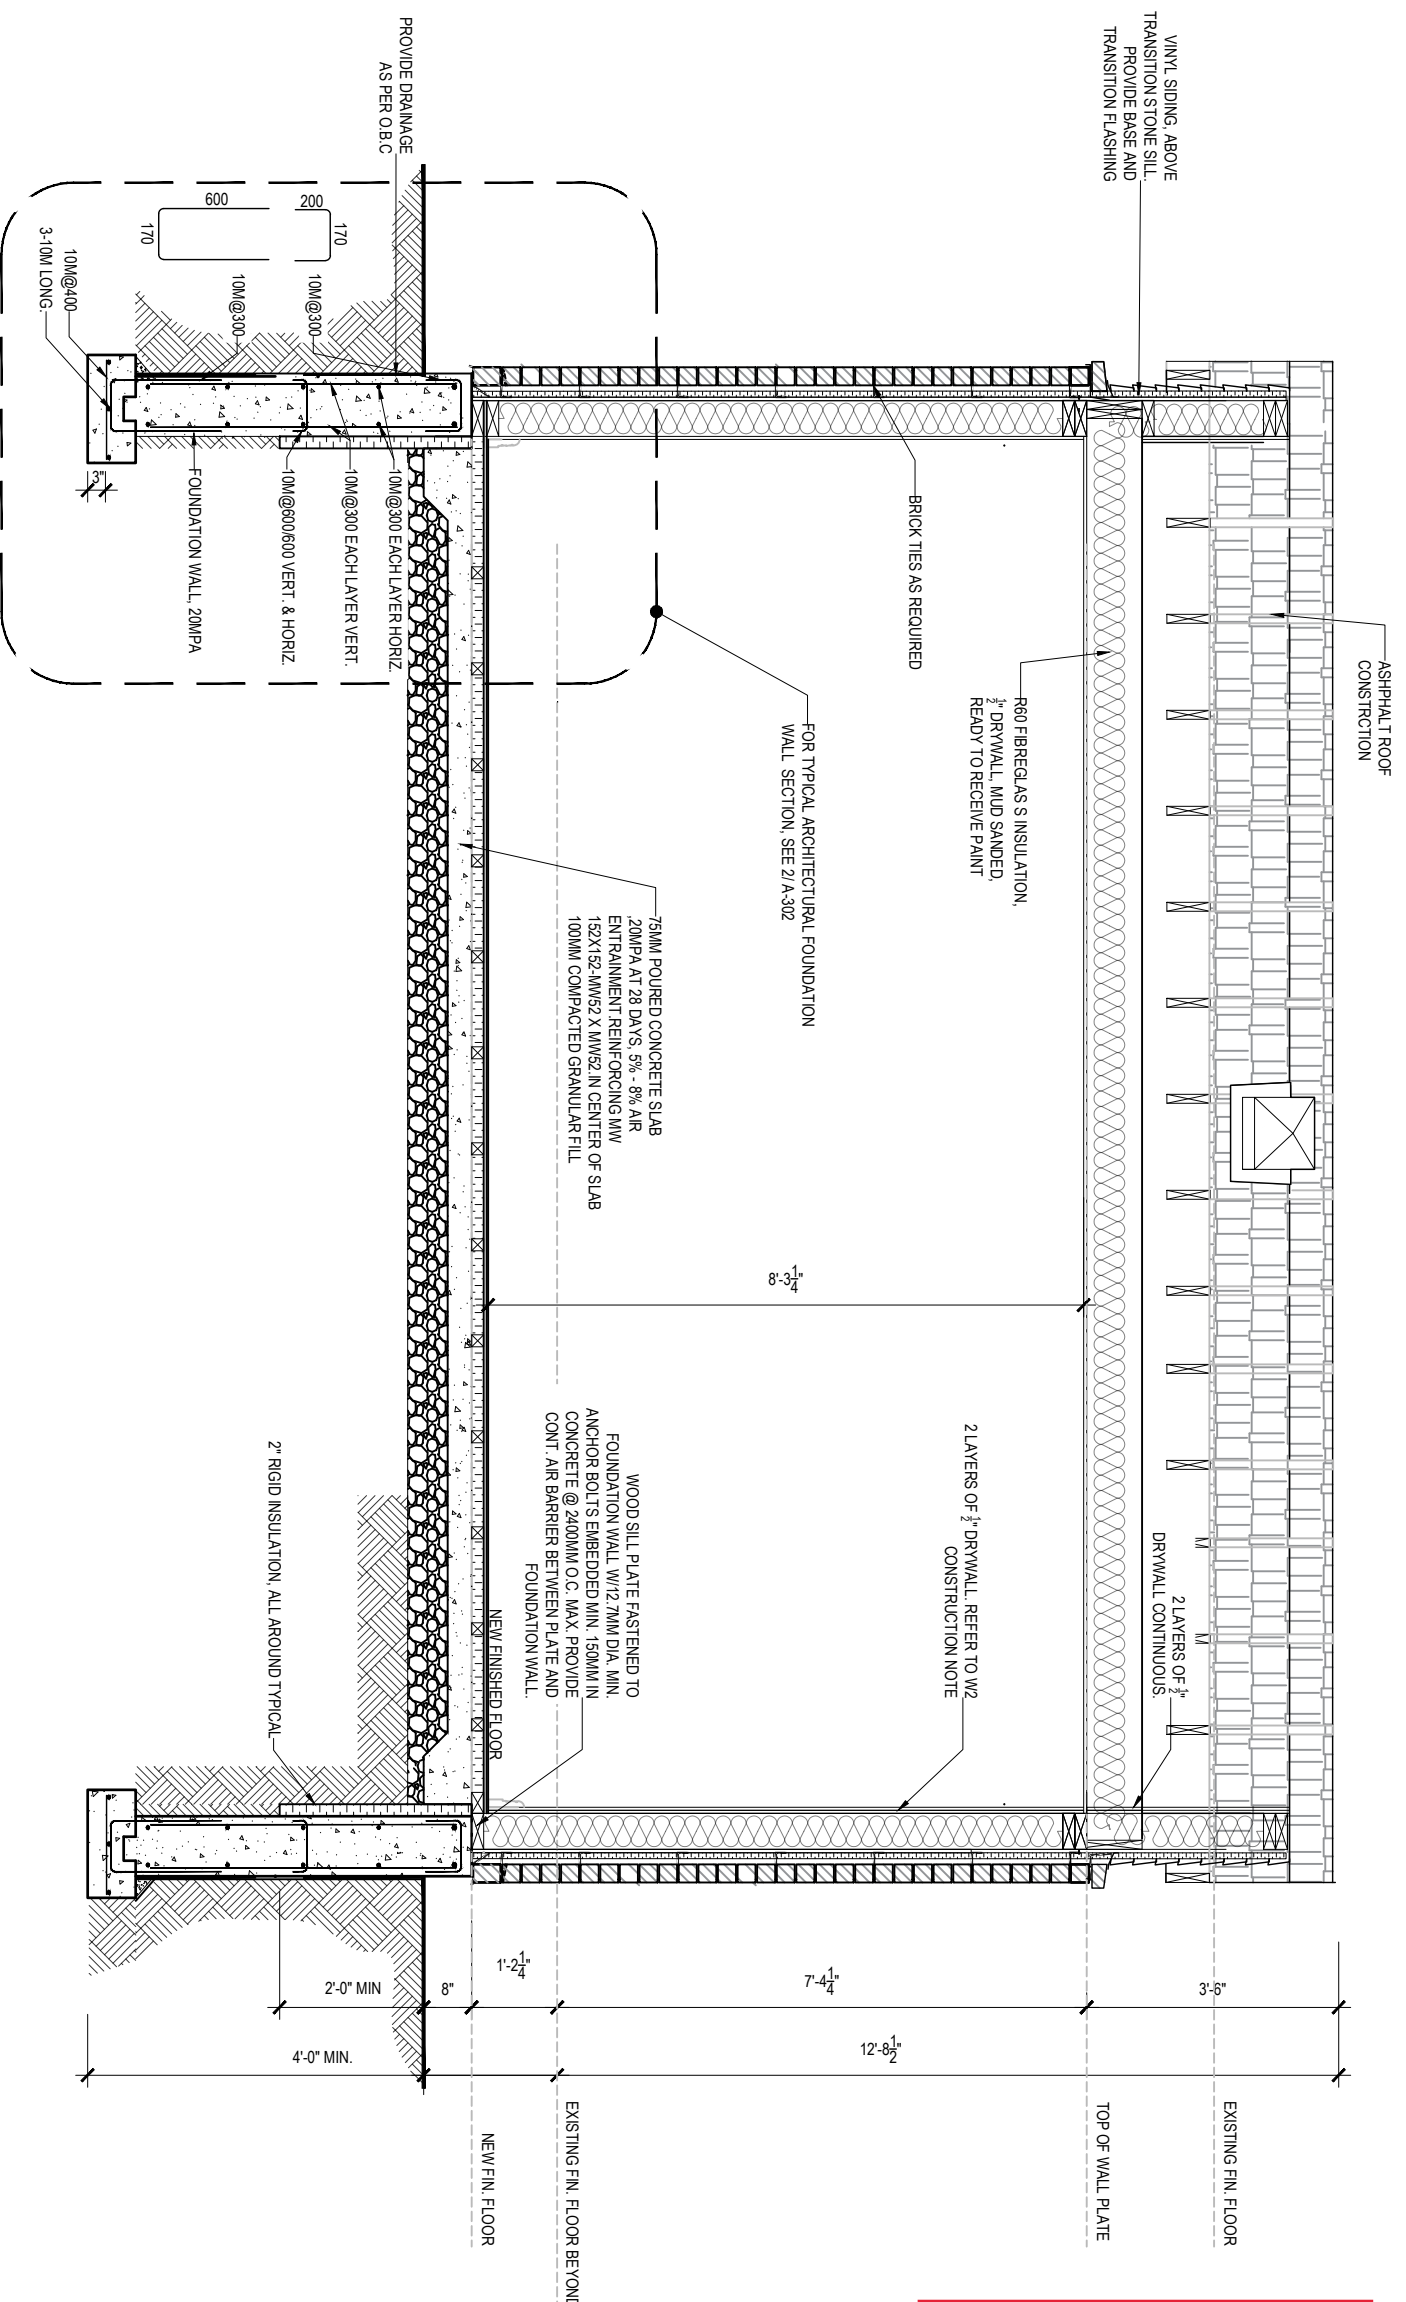 ASHPHALT ROOF
CONSTRCTION
VINYL SIDING, ABOVE
TRANSITION STONE SILL.
PROVIDE BASE AND
TRANSITION FLASHING
2 LAYERS OF ½"
DRYWALL CONTINUOUS.
R60 FIBREGLAS S INSULATION,
½" DRYWALL, MUD SANDED,
READY TO RECEIVE PAINT
2 LAYERS OF ½" DRYWALL. REFER TO W2
CONSTRUCTION NOTE
BRICK TIES AS REQUIRED
FOR TYPICAL ARCHITECTURAL FOUNDATION
WALL SECTION, SEE 2/ A-302
8'-3¼"
75MM POURED CONCRETE SLAB
,20MPA AT 28 DAYS, 5% - 8% AIR
ENTRAINMENT.REINFORCING MW
152X152-MW52 X MW52.IN CENTER OF SLAB
100MM COMPACTED GRANULAR FILL
WOOD SILL PLATE FASTENED TO
FOUNDATION WALL W/12.7MM DIA. MIN.
ANCHOR BOLTS EMBEDDED MIN. 150MM IN
CONCRETE @ 2400MM O.C. MAX. PROVIDE
CONT. AIR BARRIER BETWEEN PLATE AND
FOUNDATION WALL.
NEW FINISHED FLOOR
PROVIDE DRAINAGE
AS PER O.B.C
200
170
600
170
10M@300
10M@300
10M@400
3-10M LONG.
10M@300 EACH LAYER HORIZ.
10M@300 EACH LAYER VERT.
10M@600/600 VERT. & HORIZ.
FOUNDATION WALL, 20MPA
3"
2" RIGID INSULATION, ALL AROUND TYPICAL
3'-6"
7'-4¼"
1'-2¼"
8"
2'-0" MIN
12'-8½"
4'-0" MIN.
EXISTING FIN. FLOOR
TOP OF WALL PLATE
EXISTING FIN. FLOOR BEYOND
NEW FIN. FLOOR